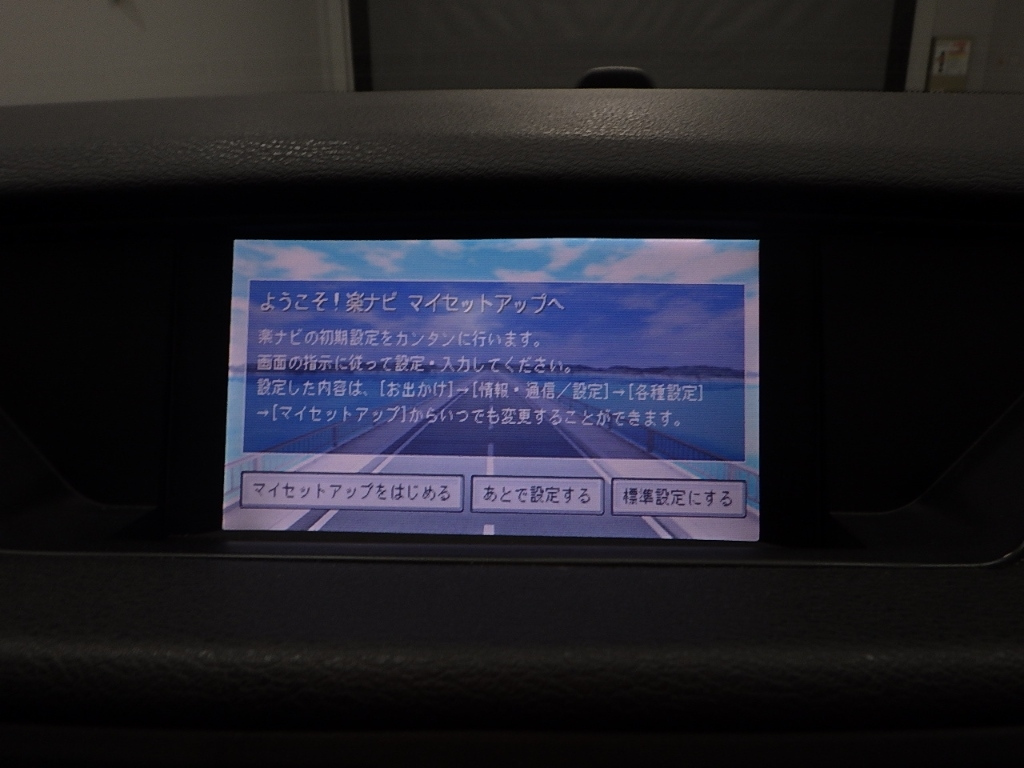 ようこそ！楽ナビ マイセットアップへ
楽ナビの初期設定をカンタンに行います。
画面の指示に従って設定・入力してください。
設定した内容は、[お出かけ]→[情報・通信／設定]→[各種設定]
→[マイセットアップ]からいつでも変更することができます。
マイセットアップをはじめる
あとで設定する
標準設定にする